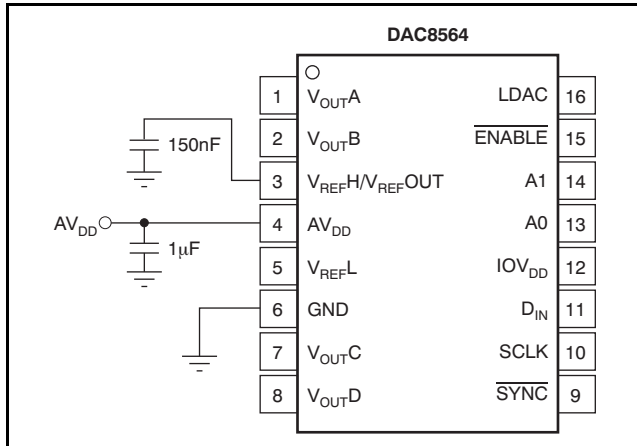 DAC8564
1 VOUTA LDAC 16
2 VOUTB ENABLE 15
150nF
3 VREFH/VREFOUT A1 14
AVDD 4 AVDD A0 13
1μF
5 VREFL IOVDD 12
6 GND DIN 11
7 VOUTC SCLK 10
8 VOUTD SYNC 9